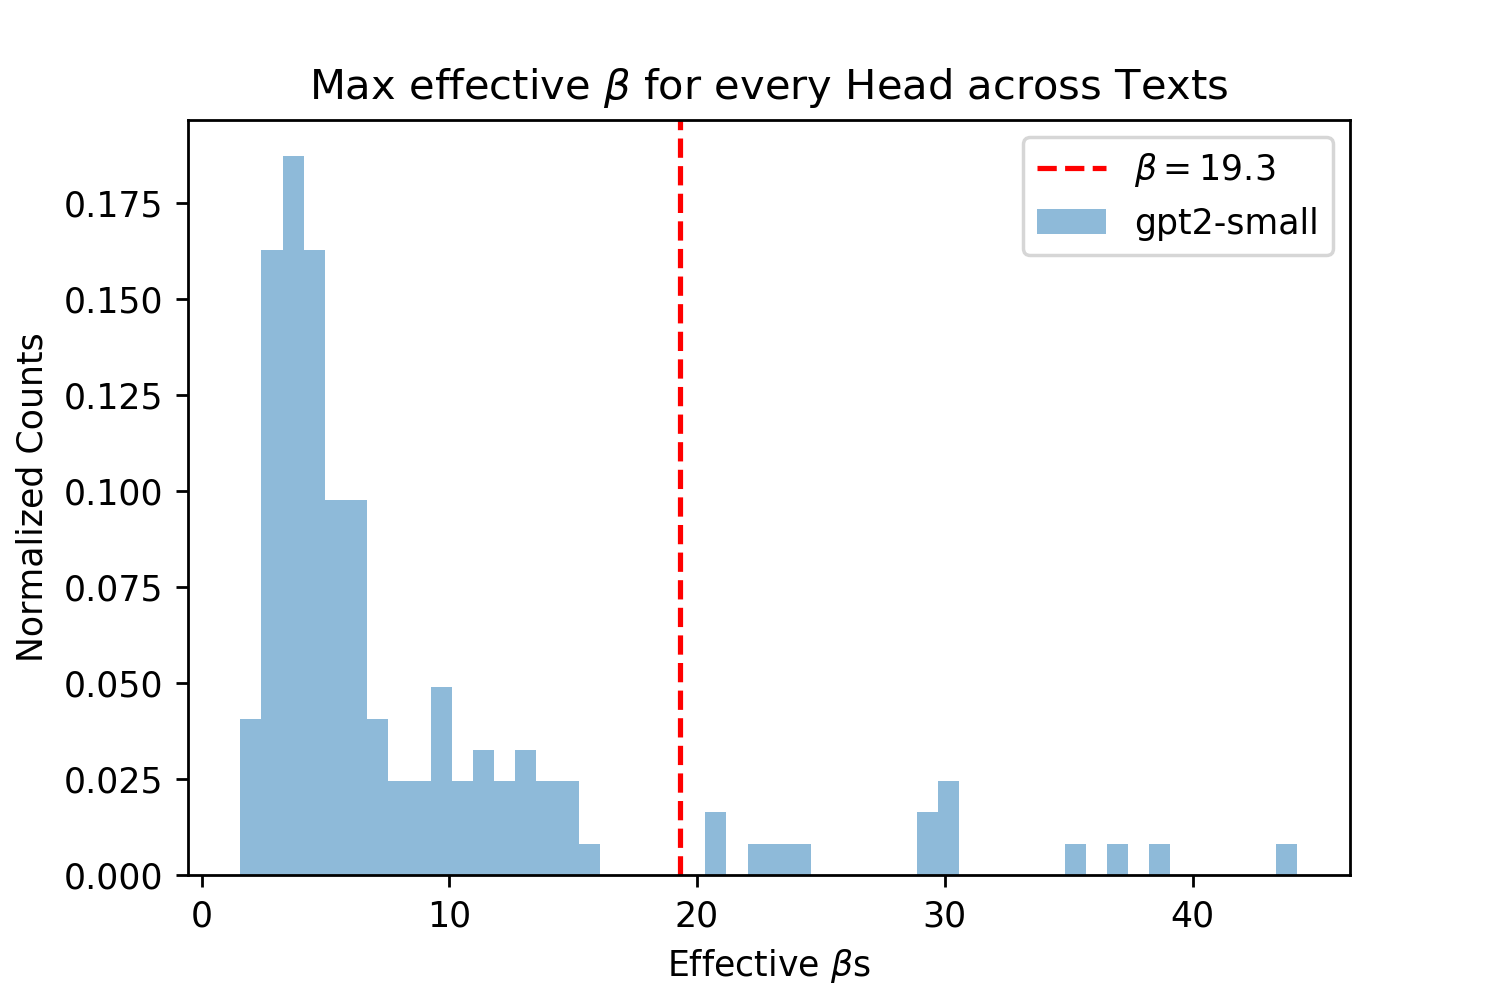 Max effective β for every Head across Texts
β = 19.3
gpt2-small
Normalized Counts
0.175
0.150
0.125
0.100
0.075
0.050
0.025
0.000
0 10 20 30 40
Effective βs